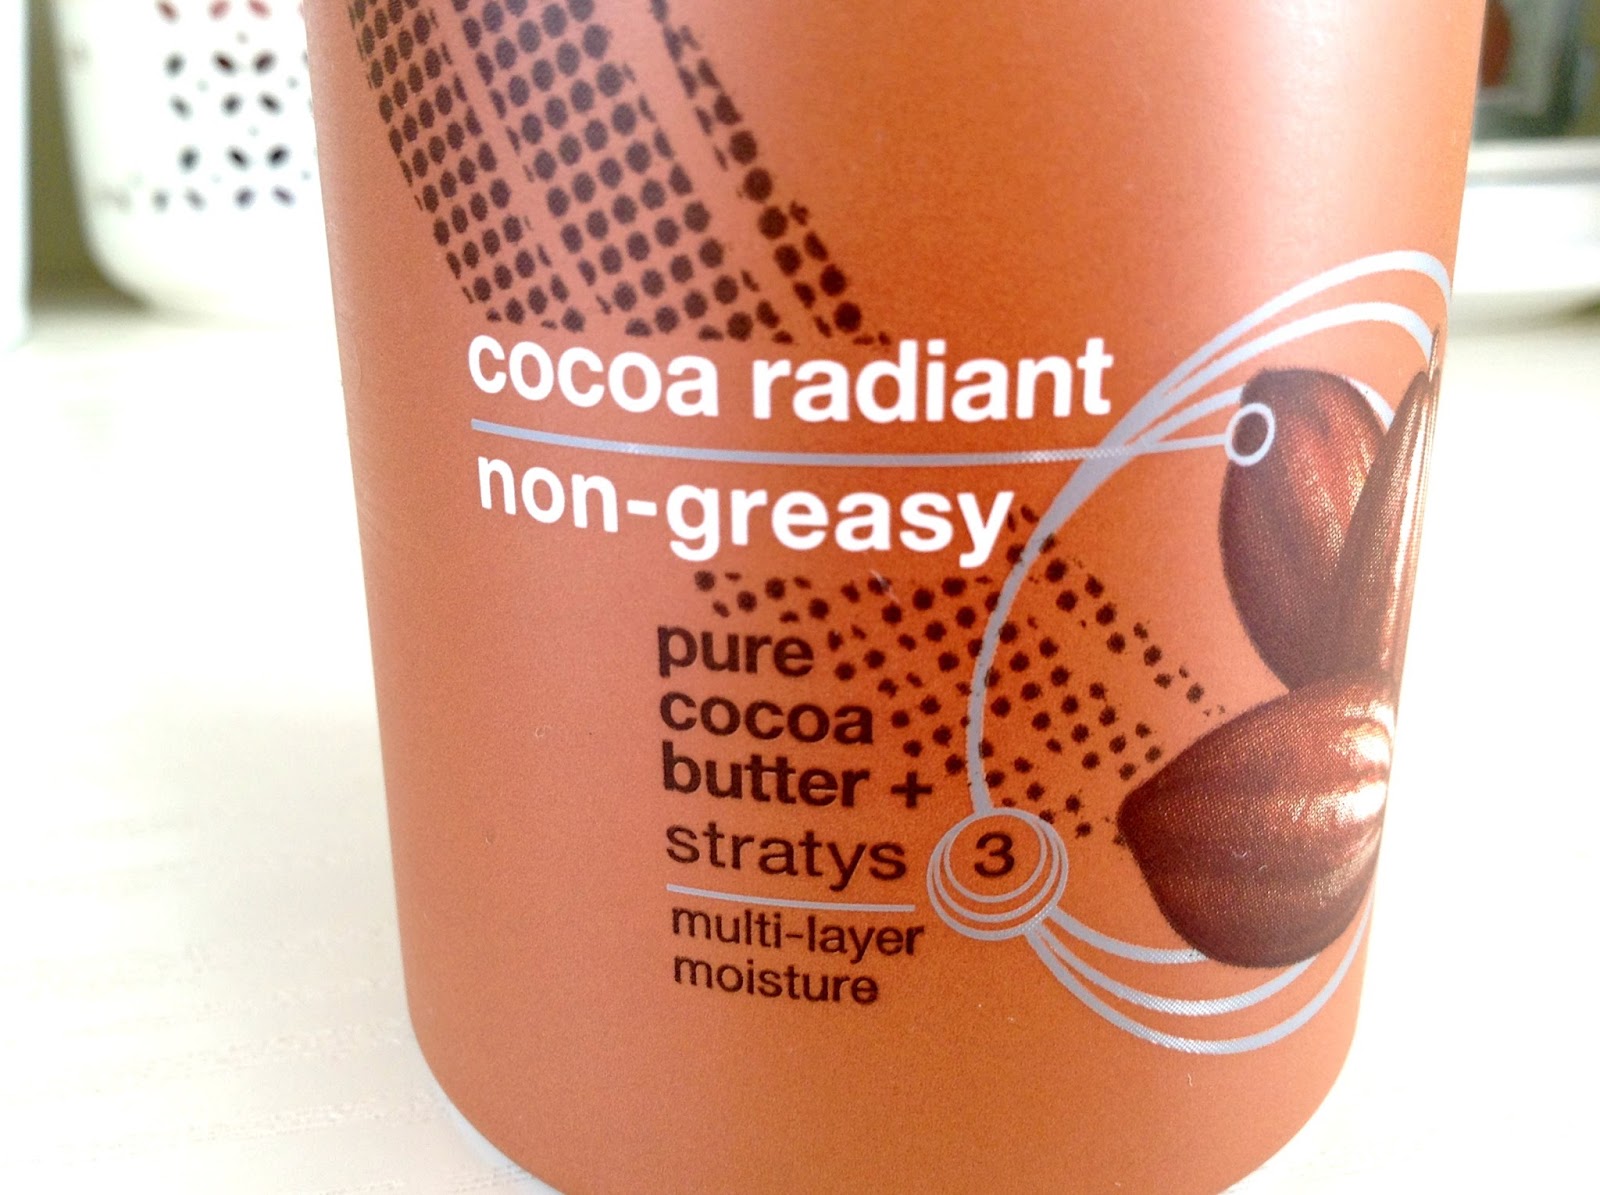 cocoa radiant
non-greasy
pure
cocoa
butter +
stratys 3
multi-layer
moisture